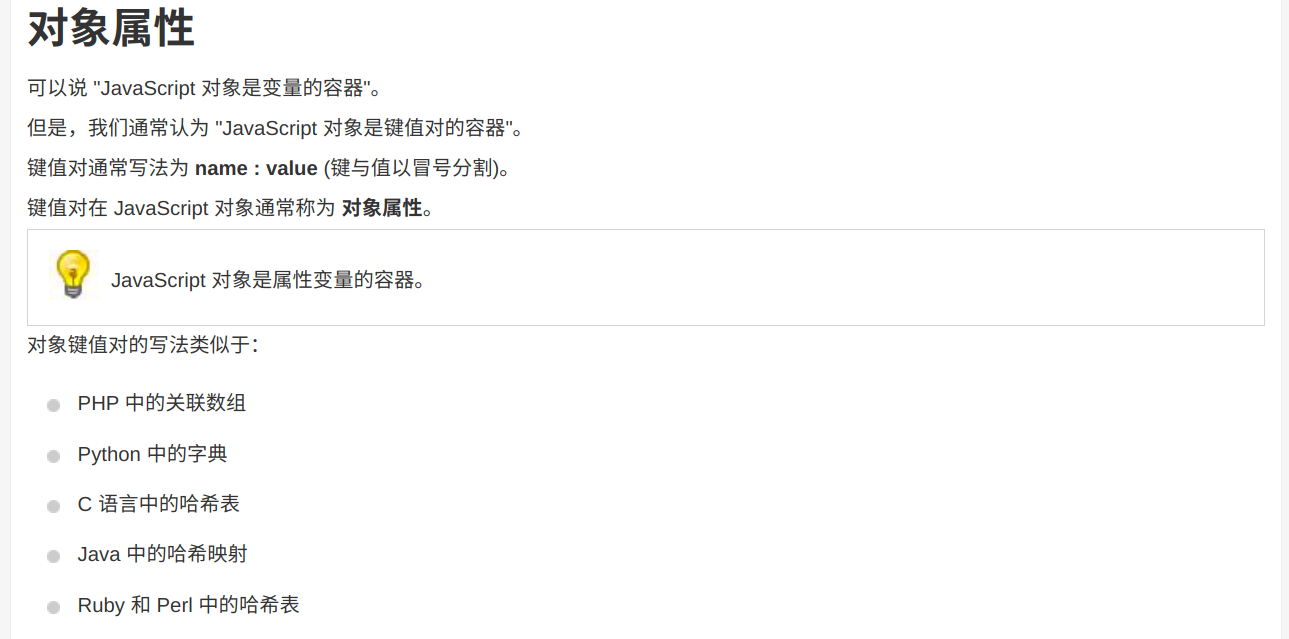 对象属性
可以说 "JavaScript 对象是变量的容器"。
但是，我们通常认为 "JavaScript 对象是键值对的容器"。
键值对通常写法为 name : value (键与值以冒号分割)。
键值对在 JavaScript 对象通常称为 对象属性。
JavaScript 对象是属性变量的容器。
对象键值对的写法类似于：
PHP 中的关联数组
Python 中的字典
C 语言中的哈希表
Java 中的哈希映射
Ruby 和 Perl 中的哈希表